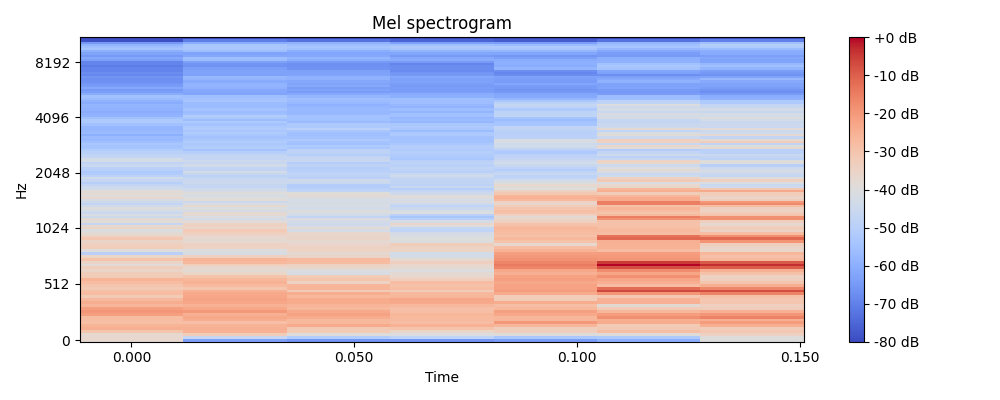 Mel spectrogram
Hz
8192
4096
2048
1024
512
0
0.000
0.050
0.100
0.150
Time
+0 dB
-10 dB
-20 dB
-30 dB
-40 dB
-50 dB
-60 dB
-70 dB
-80 dB